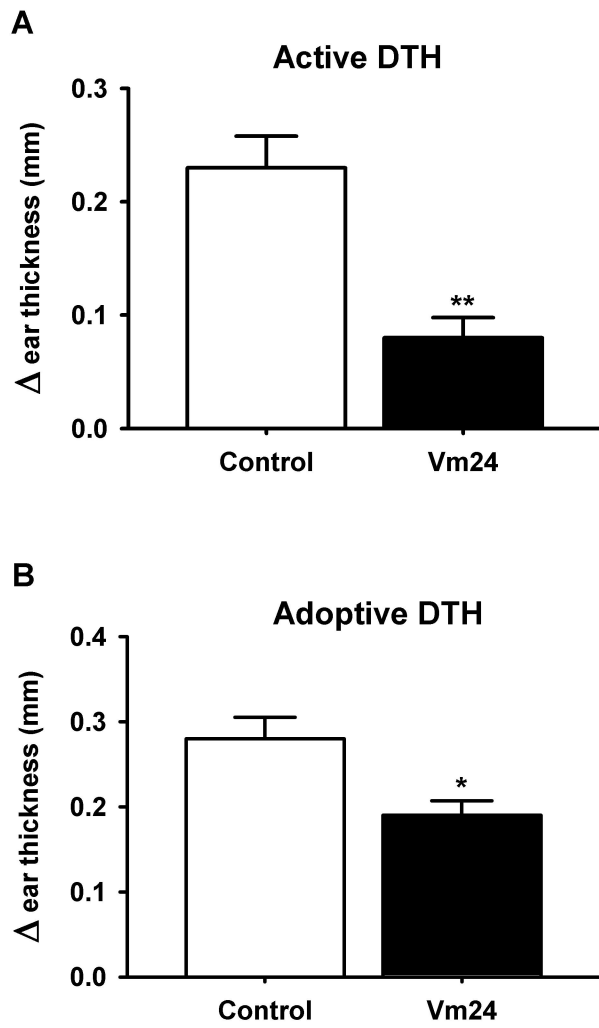 A
Active DTH
Δ ear thickness (mm)
0.3
0.2
0.1
0.0
**
Control
Vm24
B
Adoptive DTH
Δ ear thickness (mm)
0.4
0.3
0.2
0.1
0.0
*
Control
Vm24